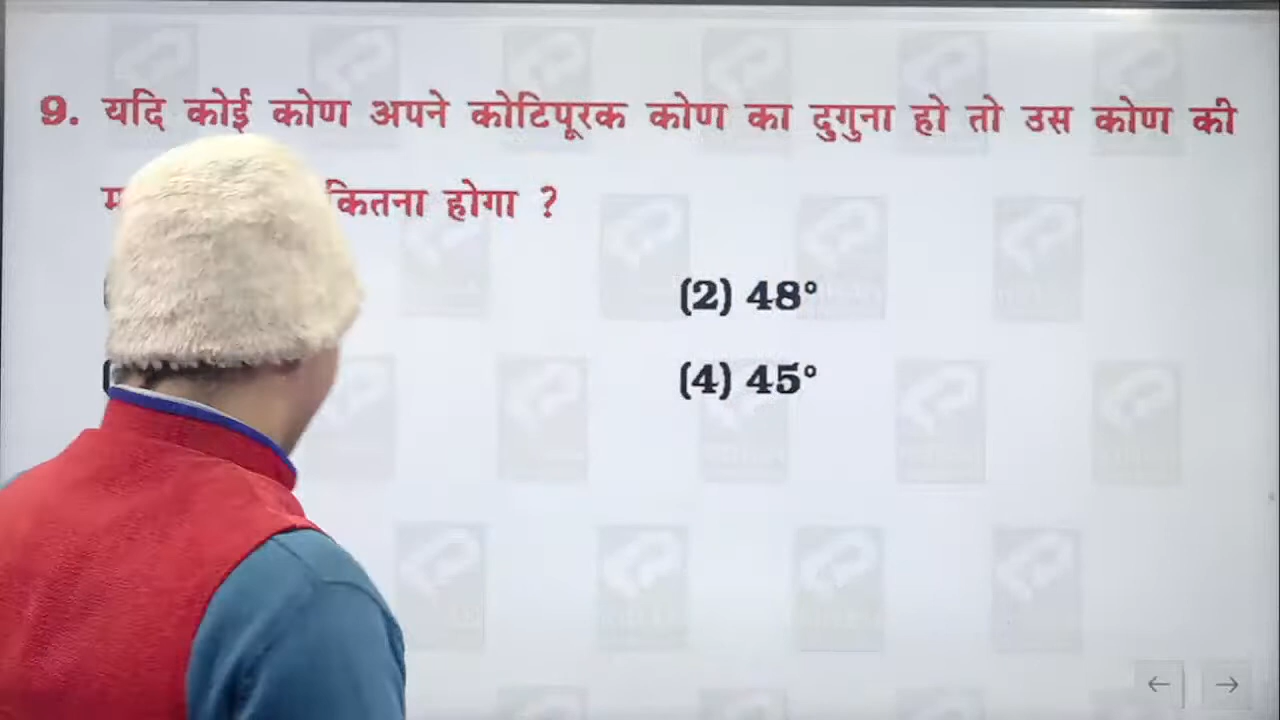 9. यदि कोई कोण अपने कोटिपूरक कोण का दुगुना हो तो उस कोण की
कितना होगा ?
(2) 48°
(4) 45°